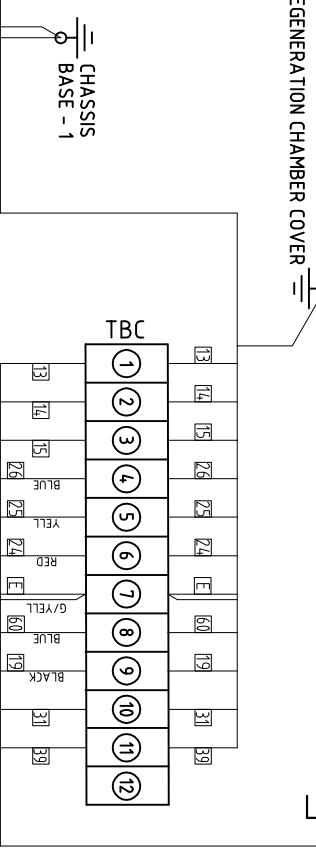 EGENERATION CHAMBER COVER
CHASSIS
BASE - 1
TBC
13 1 13
14 2 14
15 3 15
26 BLUE 4 26
25 YELL 5 25
24 RED 6 24
E G/YELL 7 E
60 BLUE 8 60
19 BLACK 9 19
31 10 31
39 11 39
12
L